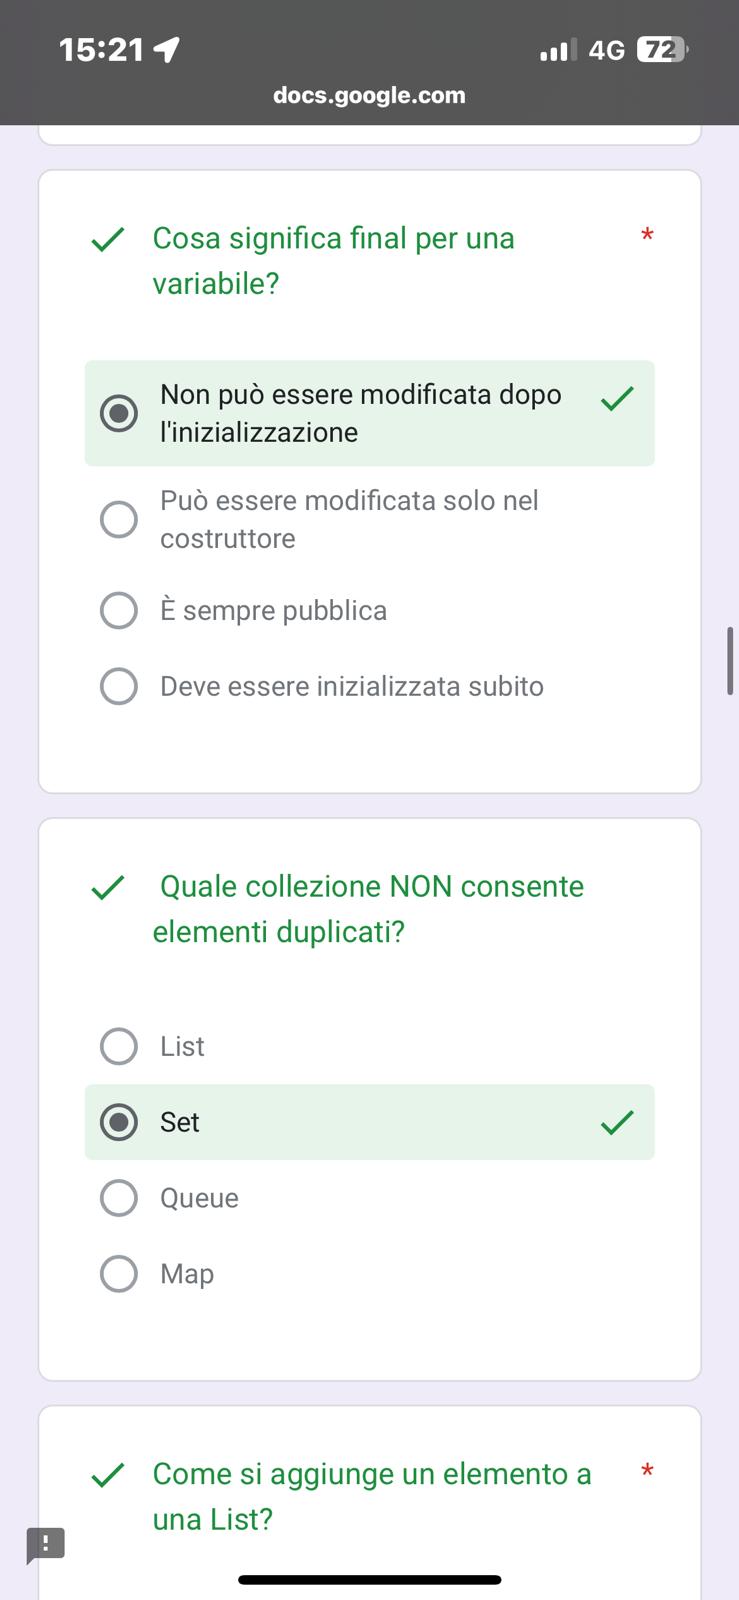 15:21
4G
72
docs.google.com
Cosa significa final per una *
variabile?
Non può essere modificata dopo
l'inizializzazione
Può essere modificata solo nel
costruttore
È sempre pubblica
Deve essere inizializzata subito
Quale collezione NON consente
elementi duplicati?
List
Set
Queue
Map
Come si aggiunge un elemento a *
una List?
!